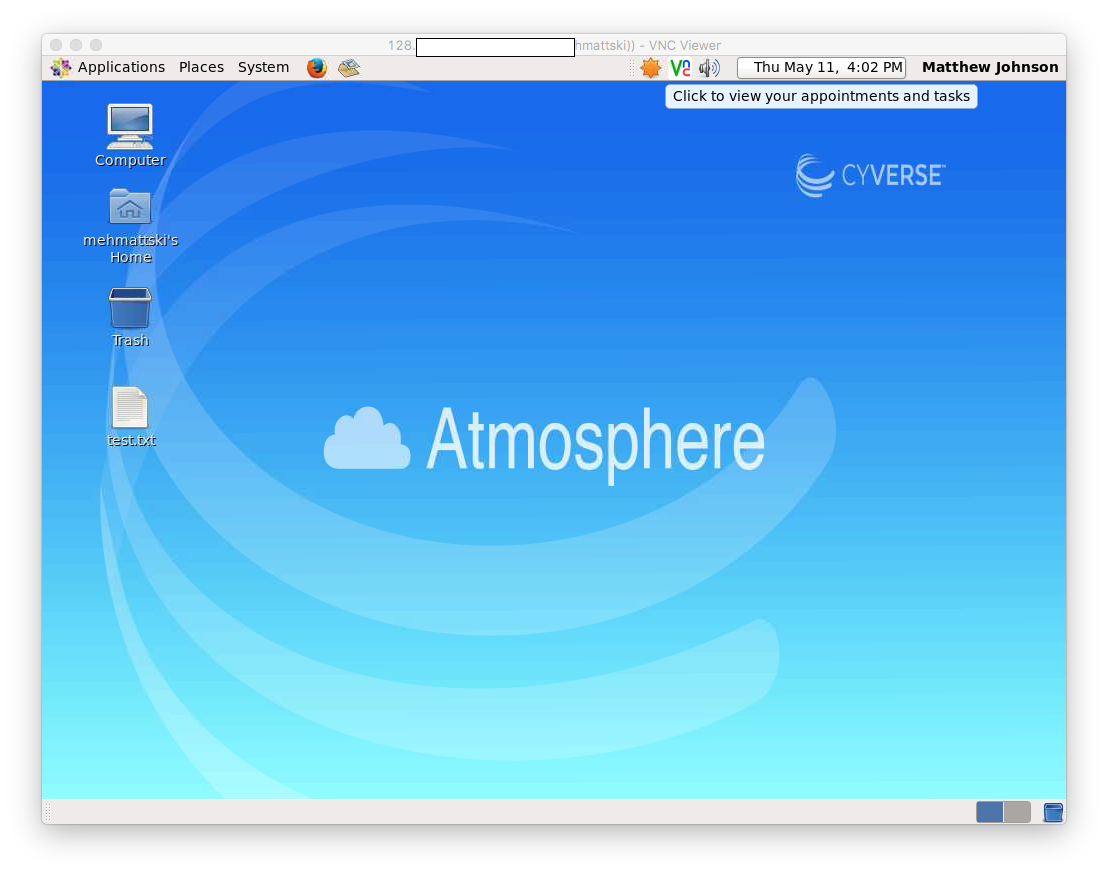 128. hmattski)) - VNC Viewer
Applications Places System Thu May 11, 4:02 PM Matthew Johnson
Click to view your appointments and tasks
Computer
CYVERSE™
mehmattski's
Home
Trash
Atmosphere
test.txt